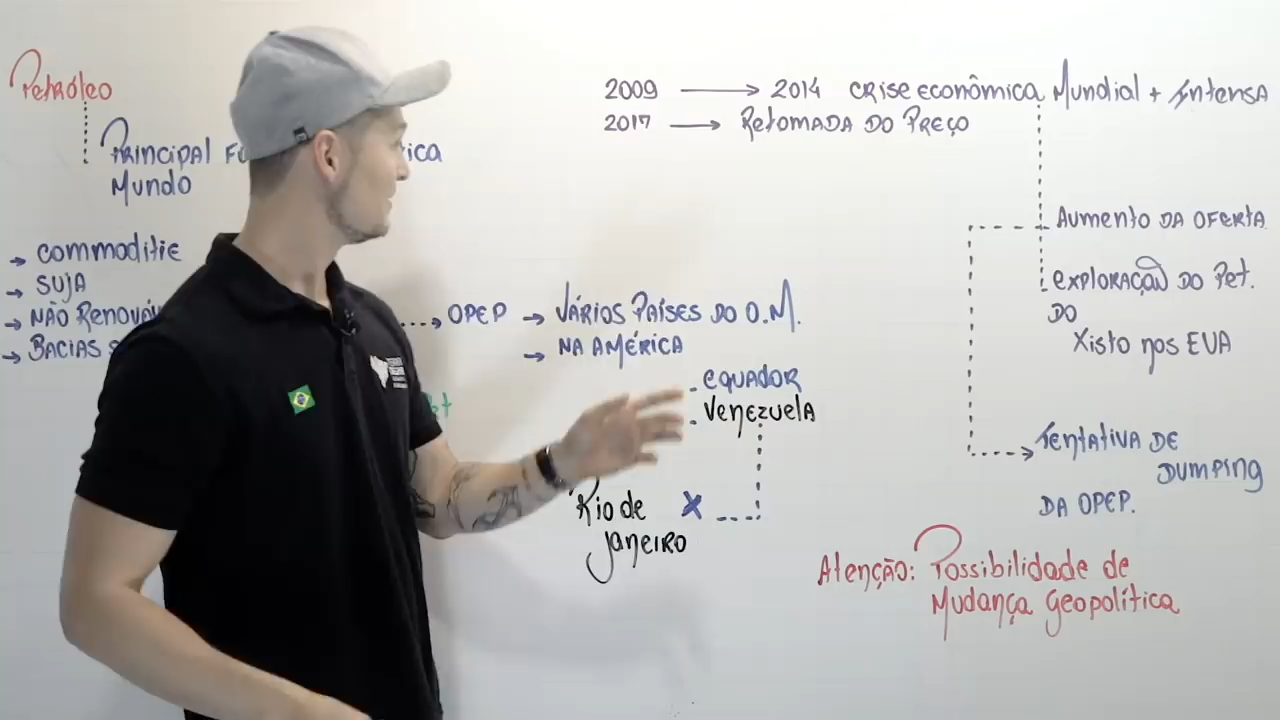 Petróleo
Principal
ica
Mundo
→ commoditie
→ suja
→ Não Renová
→ Bacias s
OPEP → Vários Países do O.M.
→ na América
. Equador
. Venezuela
Rio de X
Janeiro
2009 → 2014 Crise econômica Mundial + Intensa
2017 → Retomada do Preço
Aumento da oferta
exploração do Pet.
do
Xisto nos EUA
Tentativa de
Dumping
da OPEP.
Atenção: Possibilidade de
Mudança Geopolítica